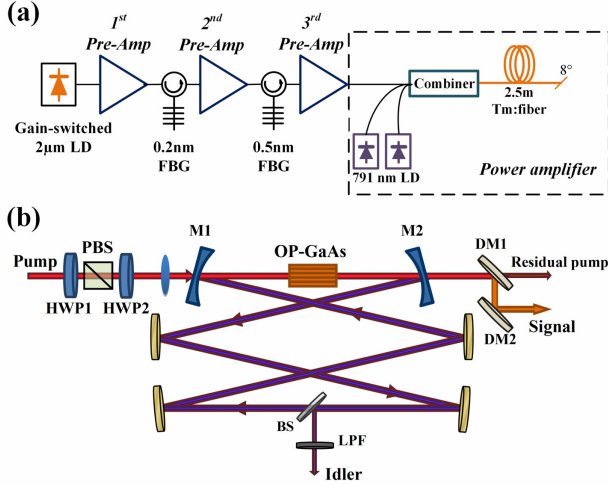 (a)
1st
Pre-Amp
2nd
Pre-Amp
3rd
Pre-Amp
Gain-switched
2μm LD
0.2nm
FBG
0.5nm
FBG
Combiner
2.5m
Tm:fiber
8°
791 nm LD
Power amplifier
(b)
Pump
HWP1
PBS
HWP2
M1
OP-GaAs
M2
DM1
Residual pump
DM2
Signal
BS
LPF
Idler